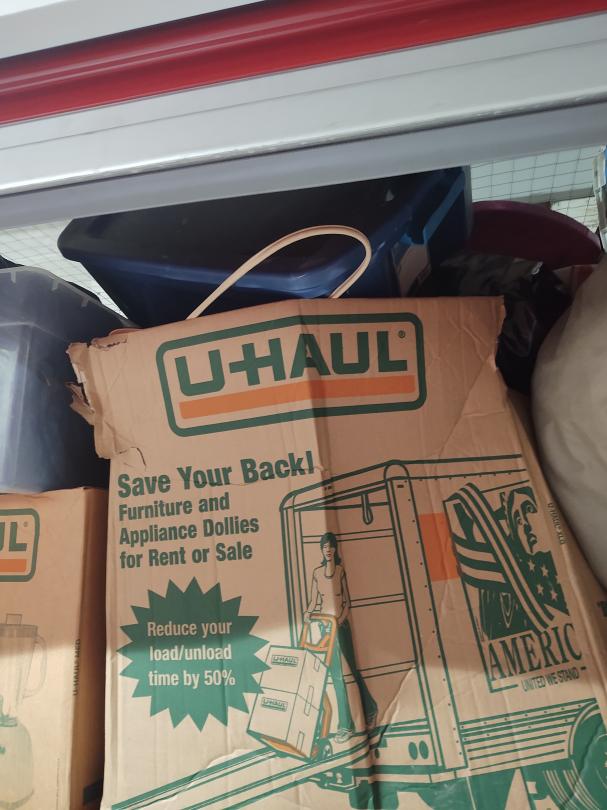 U-HAUL®
Save Your Back!
Furniture and
Appliance Dollies
for Rent or Sale
Reduce your
load/unload
time by 50%
U-HAUL
U-HAUL
AMERIC
UNITED WE STAND
UL